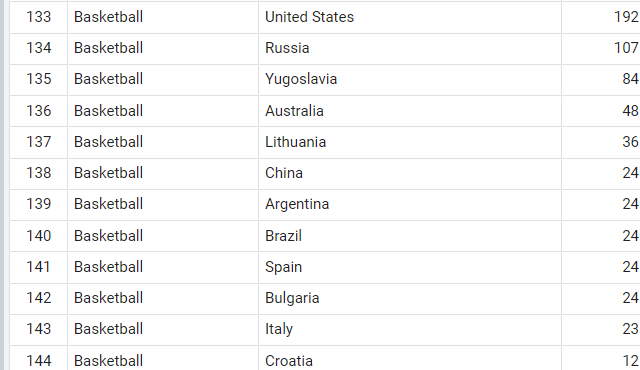 133 Basketball United States 192
134 Basketball Russia 107
135 Basketball Yugoslavia 84
136 Basketball Australia 48
137 Basketball Lithuania 36
138 Basketball China 24
139 Basketball Argentina 24
140 Basketball Brazil 24
141 Basketball Spain 24
142 Basketball Bulgaria 24
143 Basketball Italy 23
144 Basketball Croatia 12